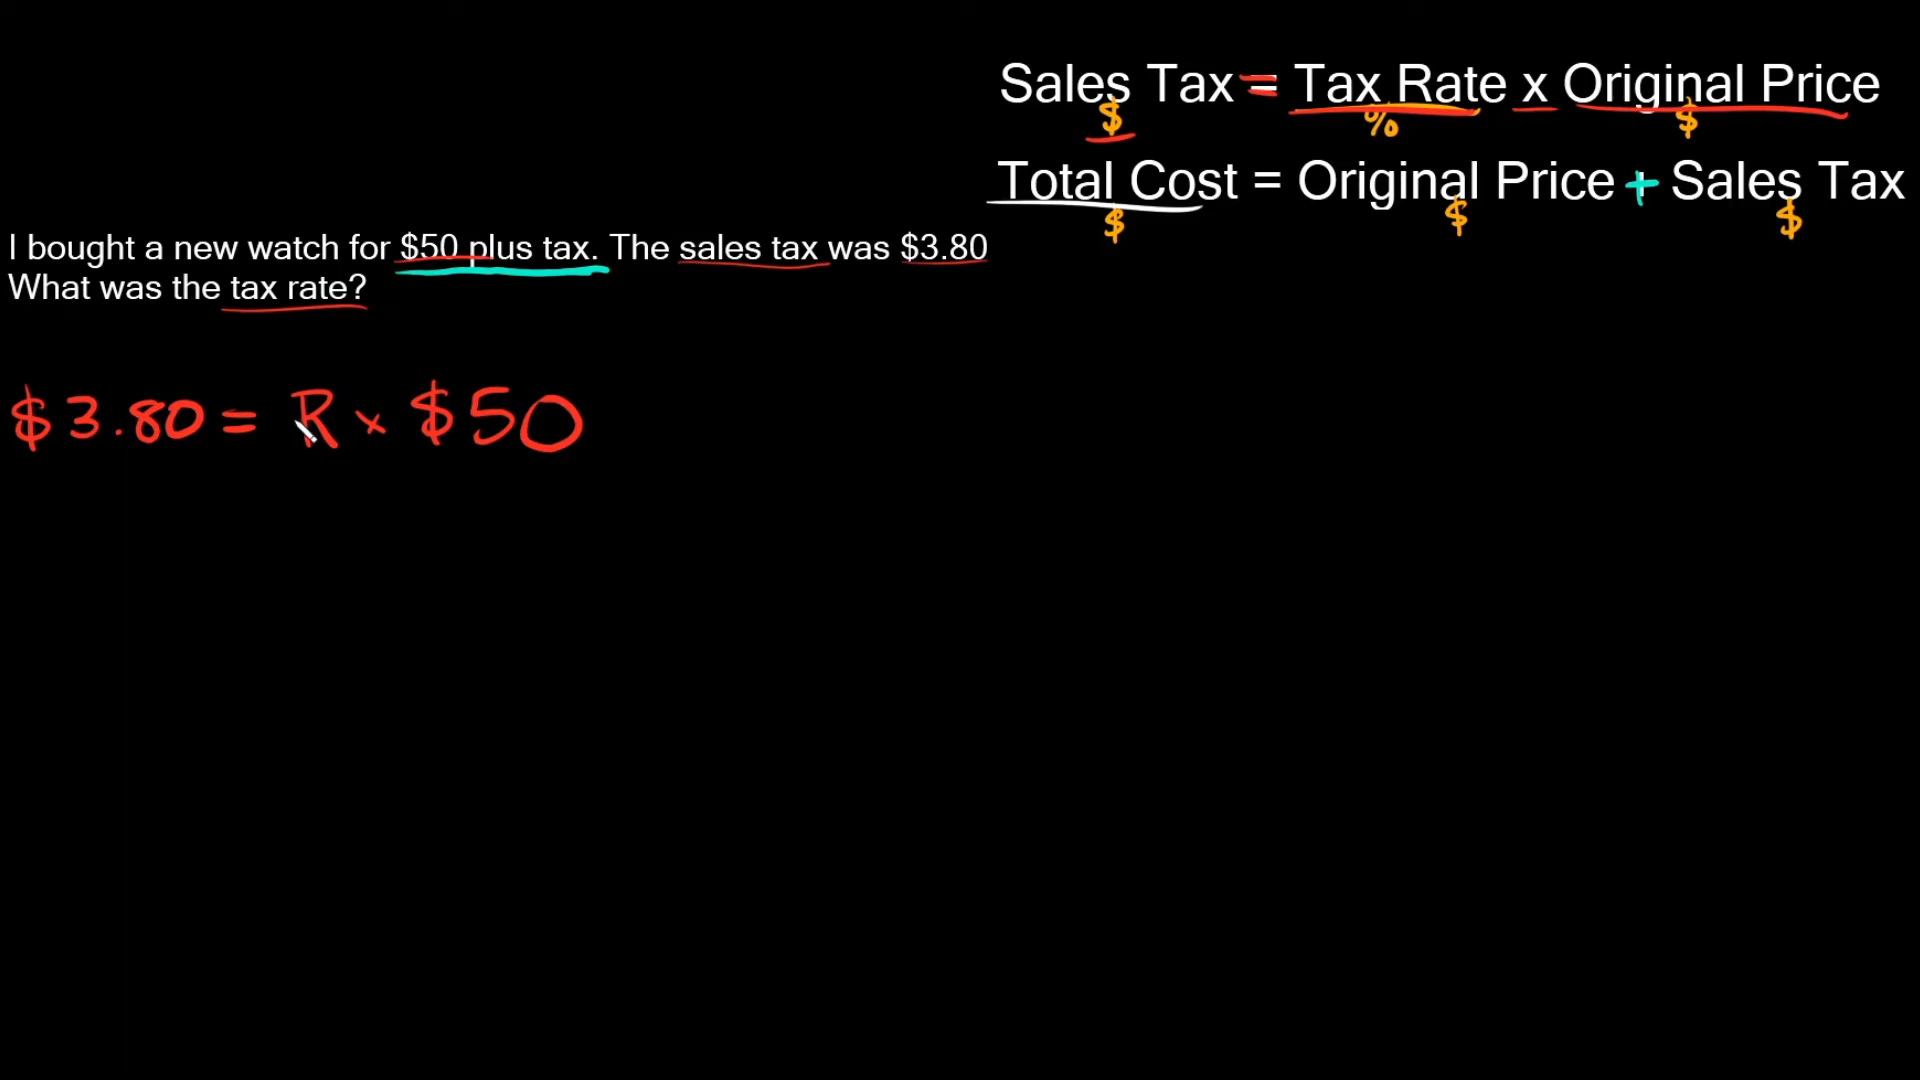 Sales Tax = Tax Rate x Original Price
$ % $
Total Cost = Original Price + Sales Tax
$ $ $
I bought a new watch for $50 plus tax. The sales tax was $3.80
What was the tax rate?
$3.80 = R x $50